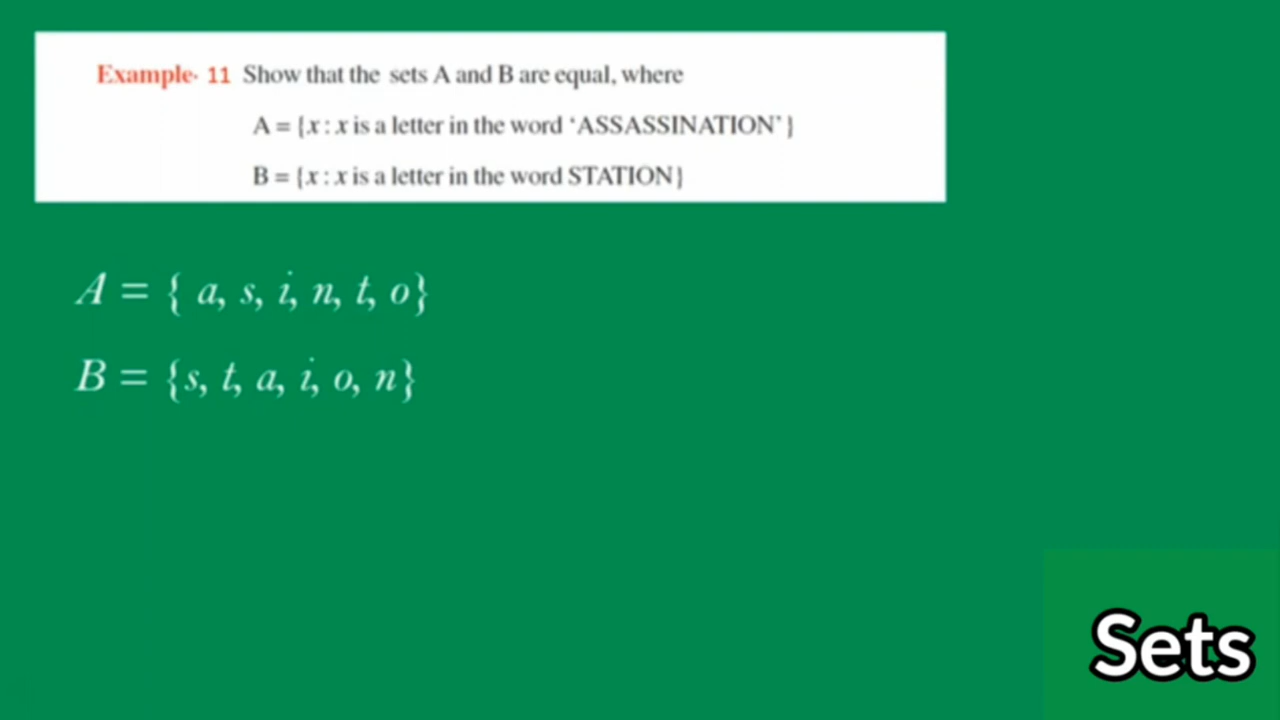 Example- 11 Show that the sets A and B are equal, where
A = {x : x is a letter in the word ‘ASSASSINATION’ }
B = {x : x is a letter in the word STATION}
A = { a, s, i, n, t, o}
B = {s, t, a, i, o, n}
Sets